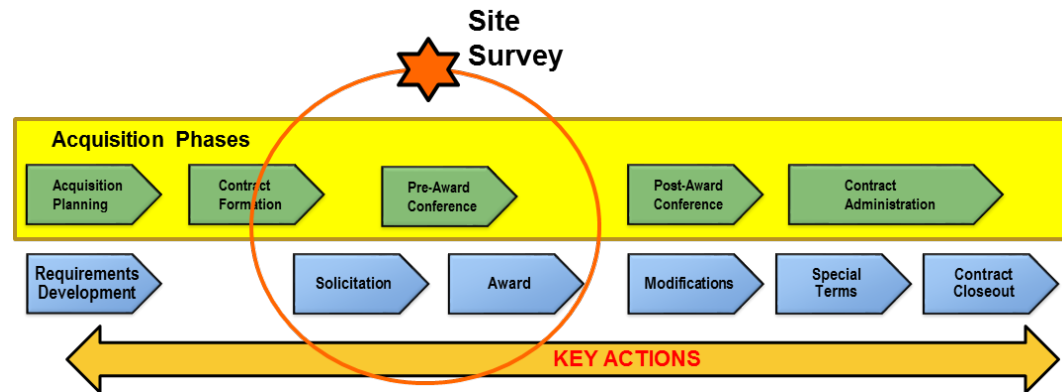 Site
Survey
Acquisition Phases
Acquisition
Planning
Contract
Formation
Pre-Award
Conference
Post-Award
Conference
Contract
Administration
Requirements
Development
Solicitation
Award
Modifications
Special
Terms
Contract
Closeout
KEY ACTIONS